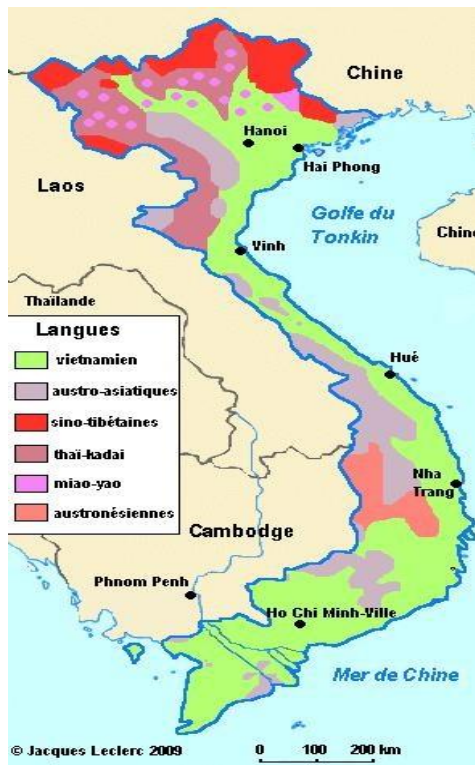 Chine
Hanoi
Hai Phong
Laos
Golfe du
Tonkin
Chine
Vinh
Thaïlande
Langues
vietnamien
austro-asiatiques
sino-tibétaines
thaï-kadai
miao-yao
austronésiennes
Hué
Nha
Trang
Cambodge
Phnom Penh
Ho Chi Minh-Ville
Mer de Chine
© Jacques Leclerc 2009
0 100 200 km